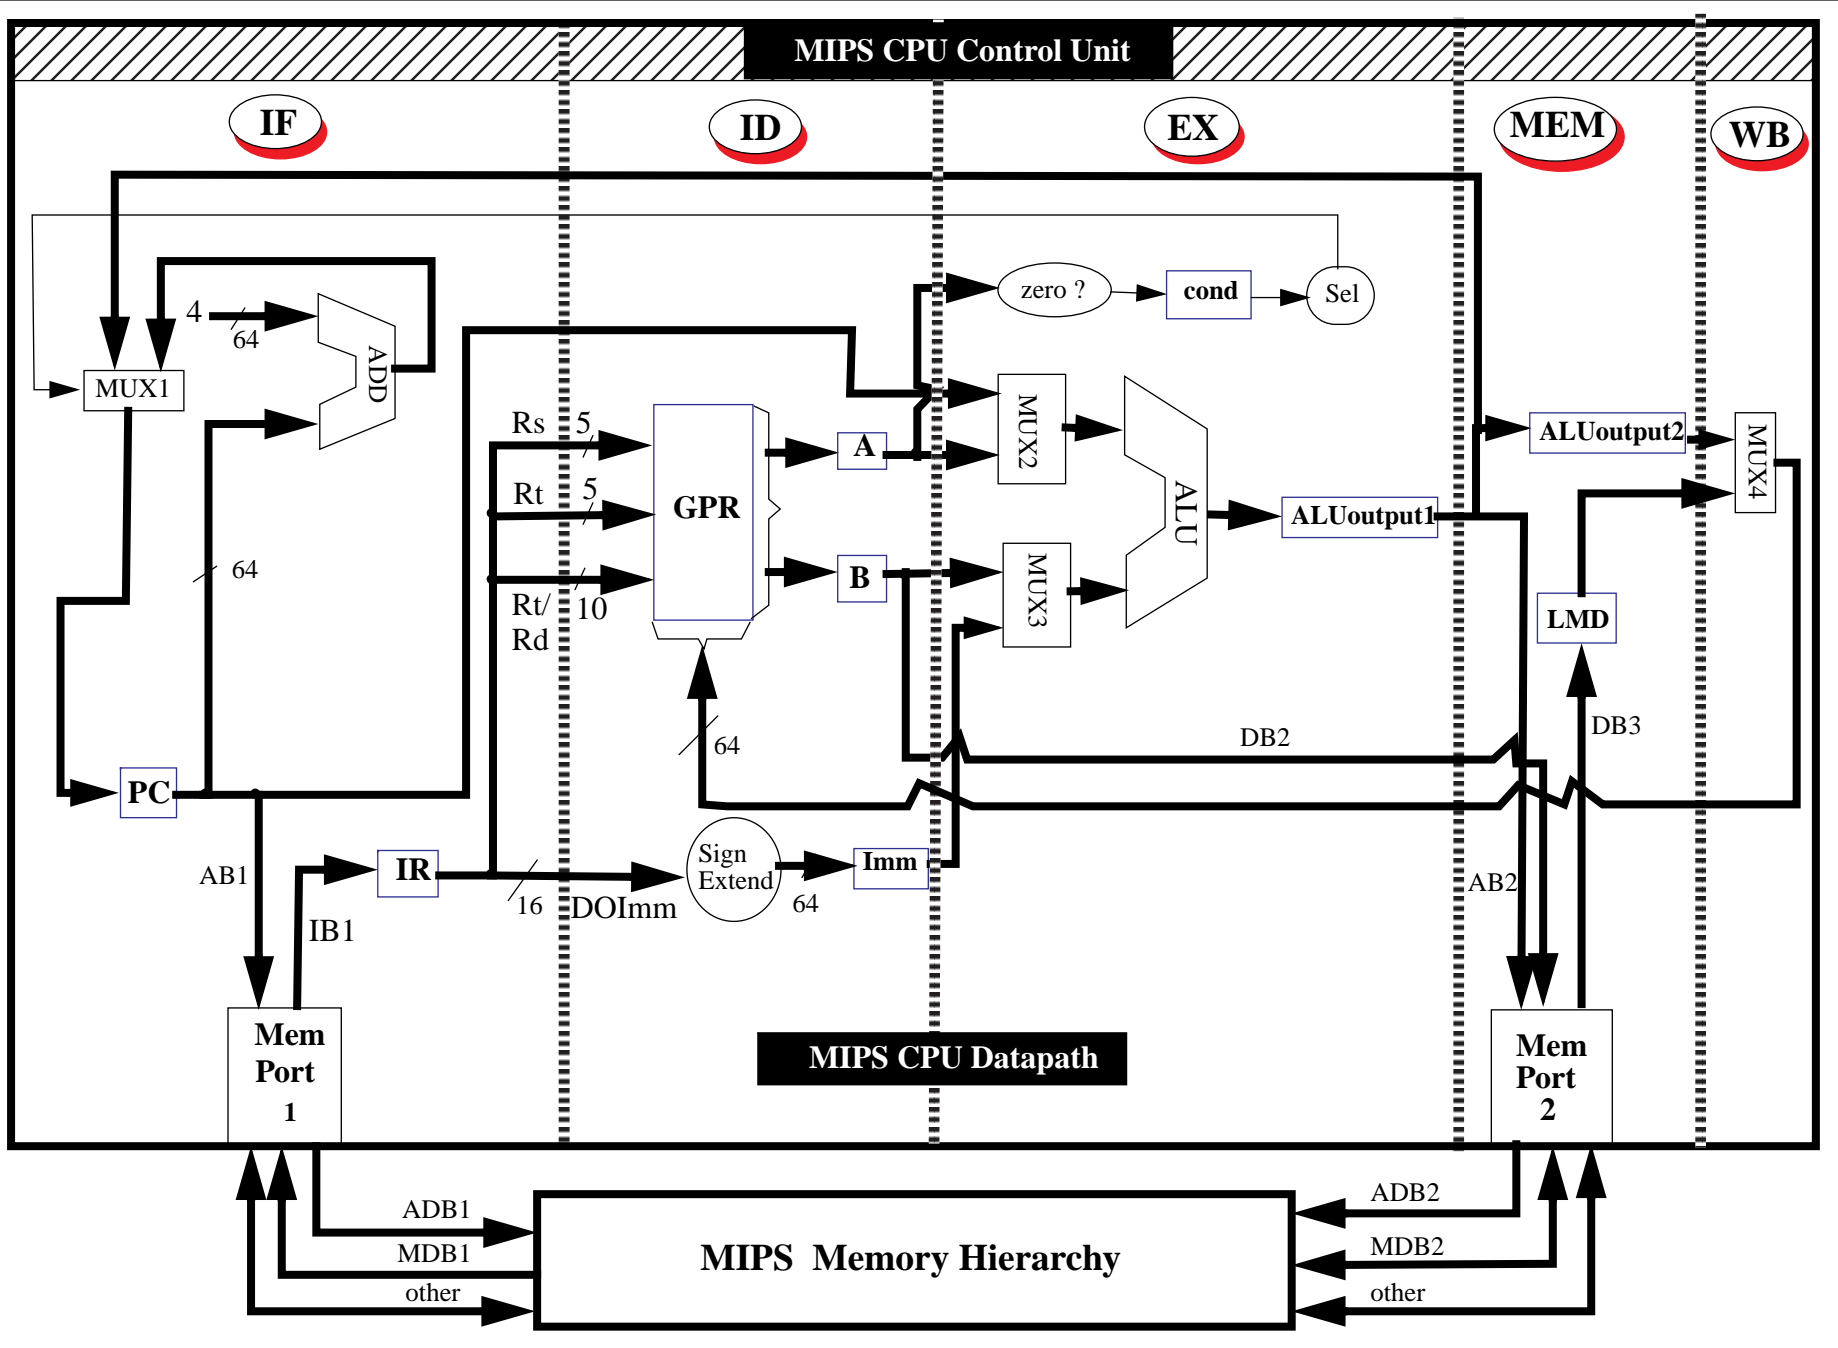 MIPS CPU Control Unit
IF
ID
EX
MEM
WB
4
64
ADD
MUX1
64
zero ?
cond
Sel
Rs
5
Rt
5
Rt/
Rd
10
GPR
A
B
MUX2
MUX3
ALU
ALUoutput1
ALUoutput2
MUX4
LMD
DB2
DB3
64
PC
AB1
IB1
IR
16
DOImm
Sign
Extend
64
Imm
AB2
Mem
Port
1
MIPS CPU Datapath
Mem
Port
2
ADB1
MDB1
other
MIPS Memory Hierarchy
ADB2
MDB2
other